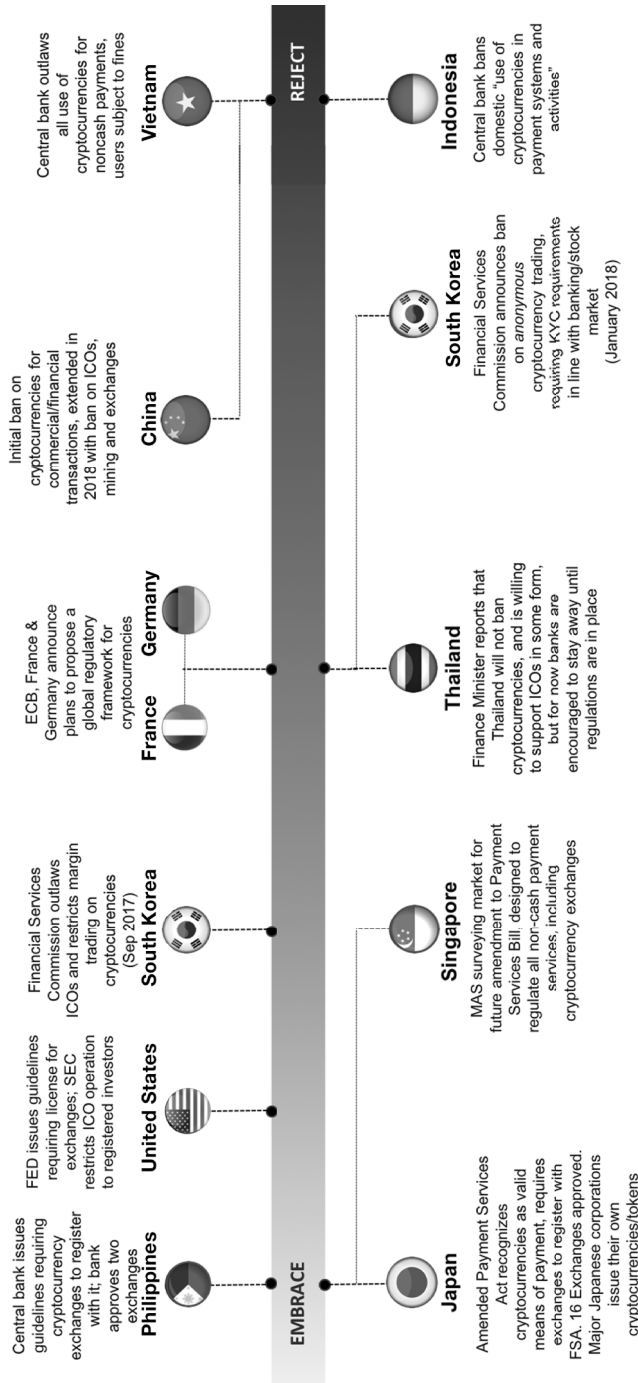 Central bank issues
guidelines requiring
cryptocurrency
exchanges to register
with it; bank
approves two
exchanges
Philippines
FED issues guidelines
requiring license for
exchanges; SEC
restricts ICO operation
to registered investors
United States
Financial Services
Commission outlaws
ICOs and restricts margin
trading on
cryptocurrencies
(Sep 2017)
South Korea
ECB, France &
Germany announce
plans to propose a
global regulatory
framework for
cryptocurrencies
France
Germany
Initial ban on
cryptocurrencies for
commercial/financial
transactions, extended in
2018 with ban on ICOs,
mining and exchanges
China
Central bank outlaws
all use of
cryptocurrencies for
noncash payments,
users subject to fines
Vietnam
EMBRACE
REJECT
Japan
Amended Payment Services
Act recognizes
cryptocurrencies as valid
means of payment, requires
exchanges to register with
FSA. 16 Exchanges approved.
Major Japanese corporations
issue their own
cryptocurrencies/tokens
Singapore
MAS surveying market for
future amendment to Payment
Services Bill, designed to
regulate all non-cash payment
services, including
cryptocurrency exchanges
Thailand
Finance Minister reports that
Thailand will not ban
cryptocurrencies, and is willing
to support ICOs in some form,
but for now banks are
encouraged to stay away until
regulations are in place
South Korea
Financial Services
Commission announces ban
on anonymous
cryptocurrency trading,
requiring KYC requirements
in line with banking/stock
market
(January 2018)
Indonesia
Central bank bans
domestic “use of
cryptocurrencies in
payment systems and
activities”